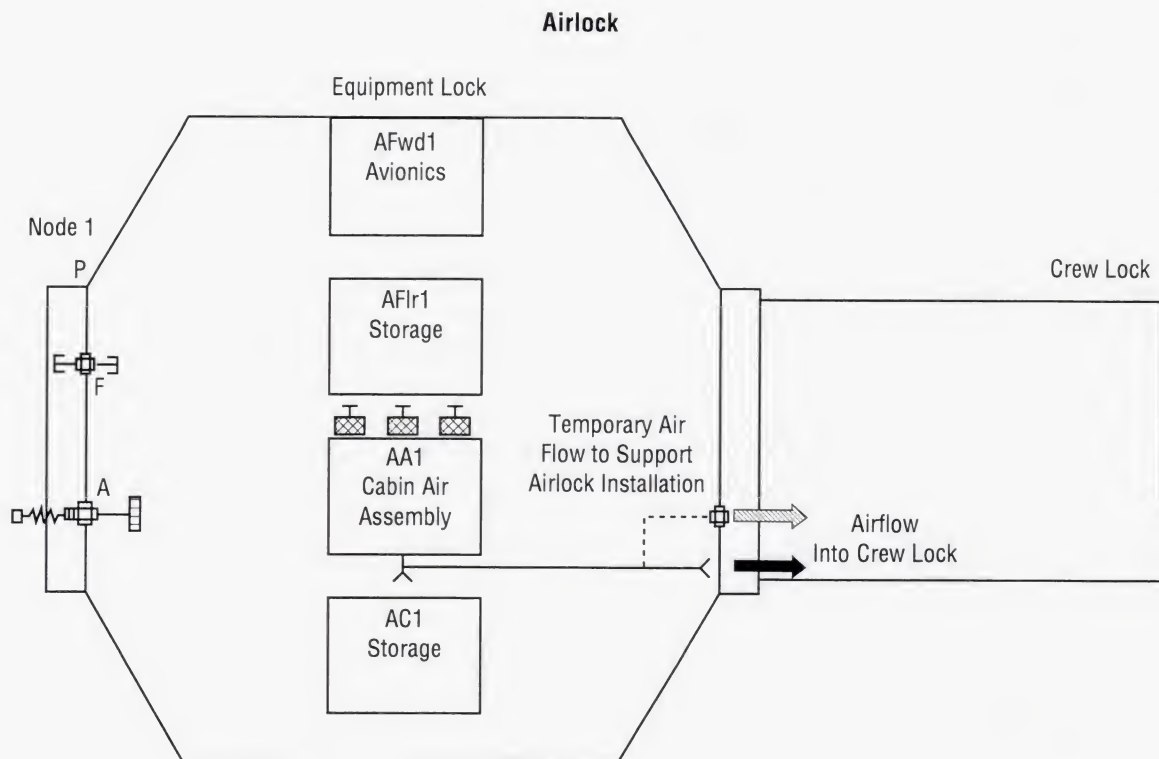 Airlock
Equipment Lock
AFwd1
Avionics
Node 1
P
Crew Lock
AFlr1
Storage
F
Temporary Air
Flow to Support
Airlock Installation
A
AA1
Cabin Air
Assembly
Airflow
Into Crew Lock
AC1
Storage